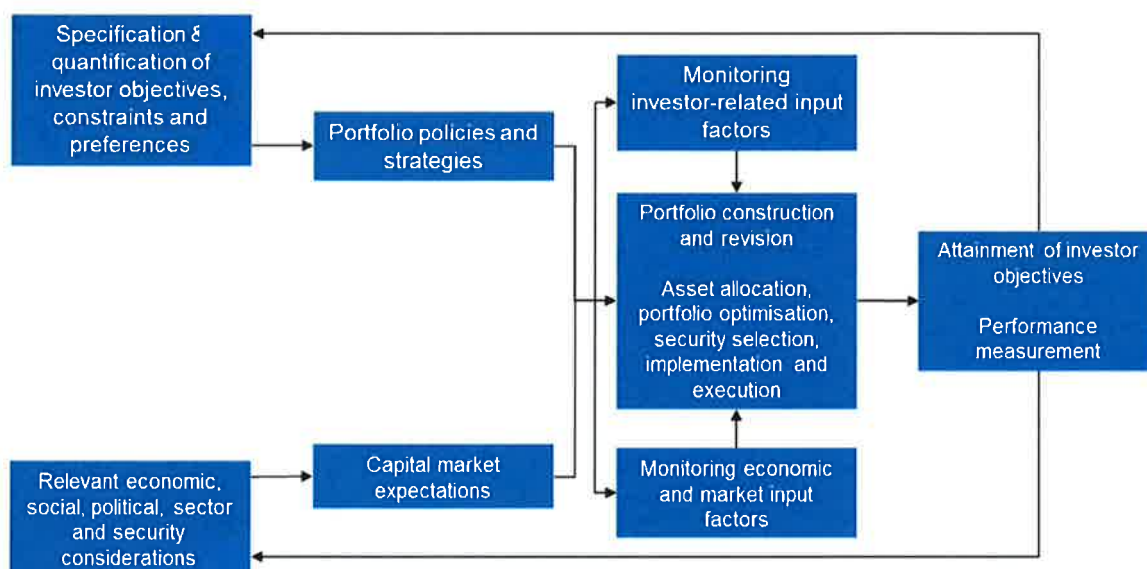 Specification &
quantification of
investor objectives,
constraints and
preferences
Portfolio policies and
strategies
Monitoring
investor-related input
factors
Portfolio construction
and revision
Asset allocation,
portfolio optimisation,
security selection,
implementation and
execution
Attainment of investor
objectives
Performance
measurement
Relevant economic,
social, political, sector
and security
considerations
Capital market
expectations
Monitoring economic
and market input
factors